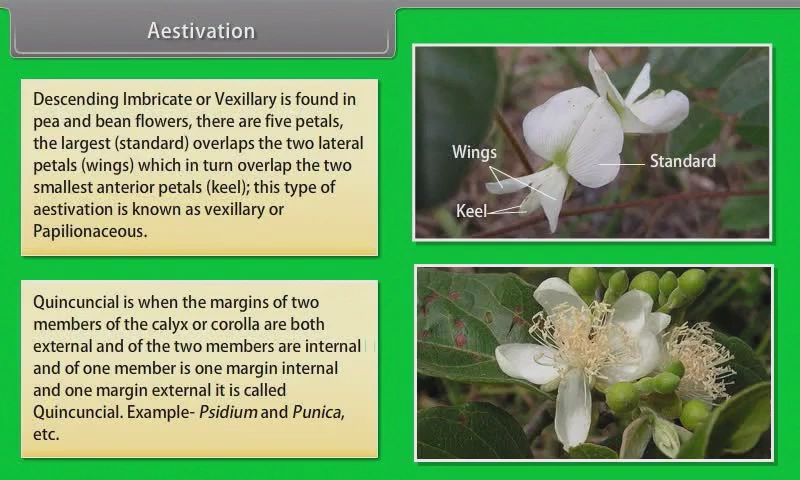 Aestivation
Descending Imbricate or Vexillary is found in
pea and bean flowers, there are five petals,
the largest (standard) overlaps the two lateral
petals (wings) which in turn overlap the two
smallest anterior petals (keel); this type of
aestivation is known as vexillary or
Papilionaceous.
Wings
Standard
Keel
Quincuncial is when the margins of two
members of the calyx or corolla are both
external and of the two members are internal
and of one member is one margin internal
and one margin external it is called
Quincuncial. Example- Psidium and Punica,
etc.